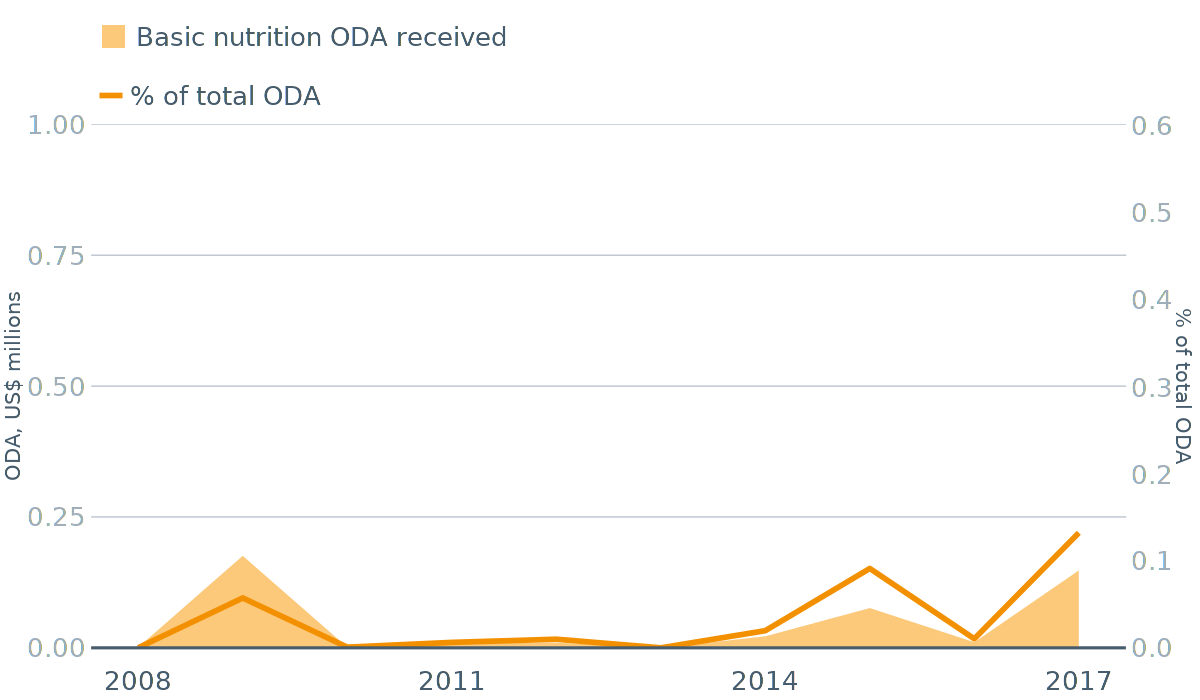 Basic nutrition ODA received
% of total ODA
1.00
0.75
0.50
0.25
0.00
ODA, US$ millions
0.6
0.5
0.4
0.3
0.2
0.1
0.0
% of total ODA
2008 2011 2014 2017